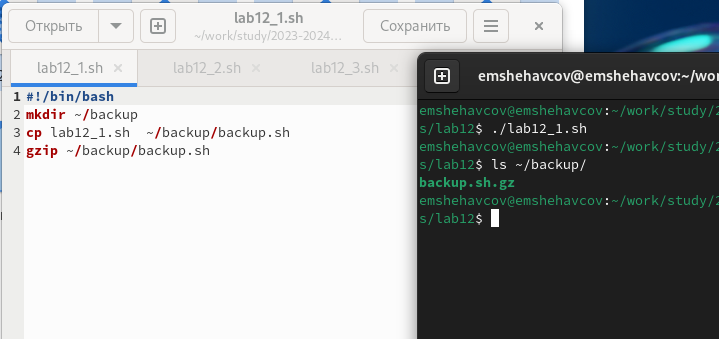 Открыть
lab12_1.sh
~/work/study/2023-2024...
Сохранить
lab12_1.sh
lab12_2.sh
lab12_3.sh
1 #!/bin/bash
2 mkdir ~/backup
3 cp lab12_1.sh  ~/backup/backup.sh
4 gzip ~/backup/backup.sh
emshehavcov@emshehavcov:~/wor
emshehavcov@emshehavcov:~/work/study/2
s/lab12$ ./lab12_1.sh
emshehavcov@emshehavcov:~/work/study/2
s/lab12$ ls ~/backup/
backup.sh.gz
emshehavcov@emshehavcov:~/work/study/2
s/lab12$